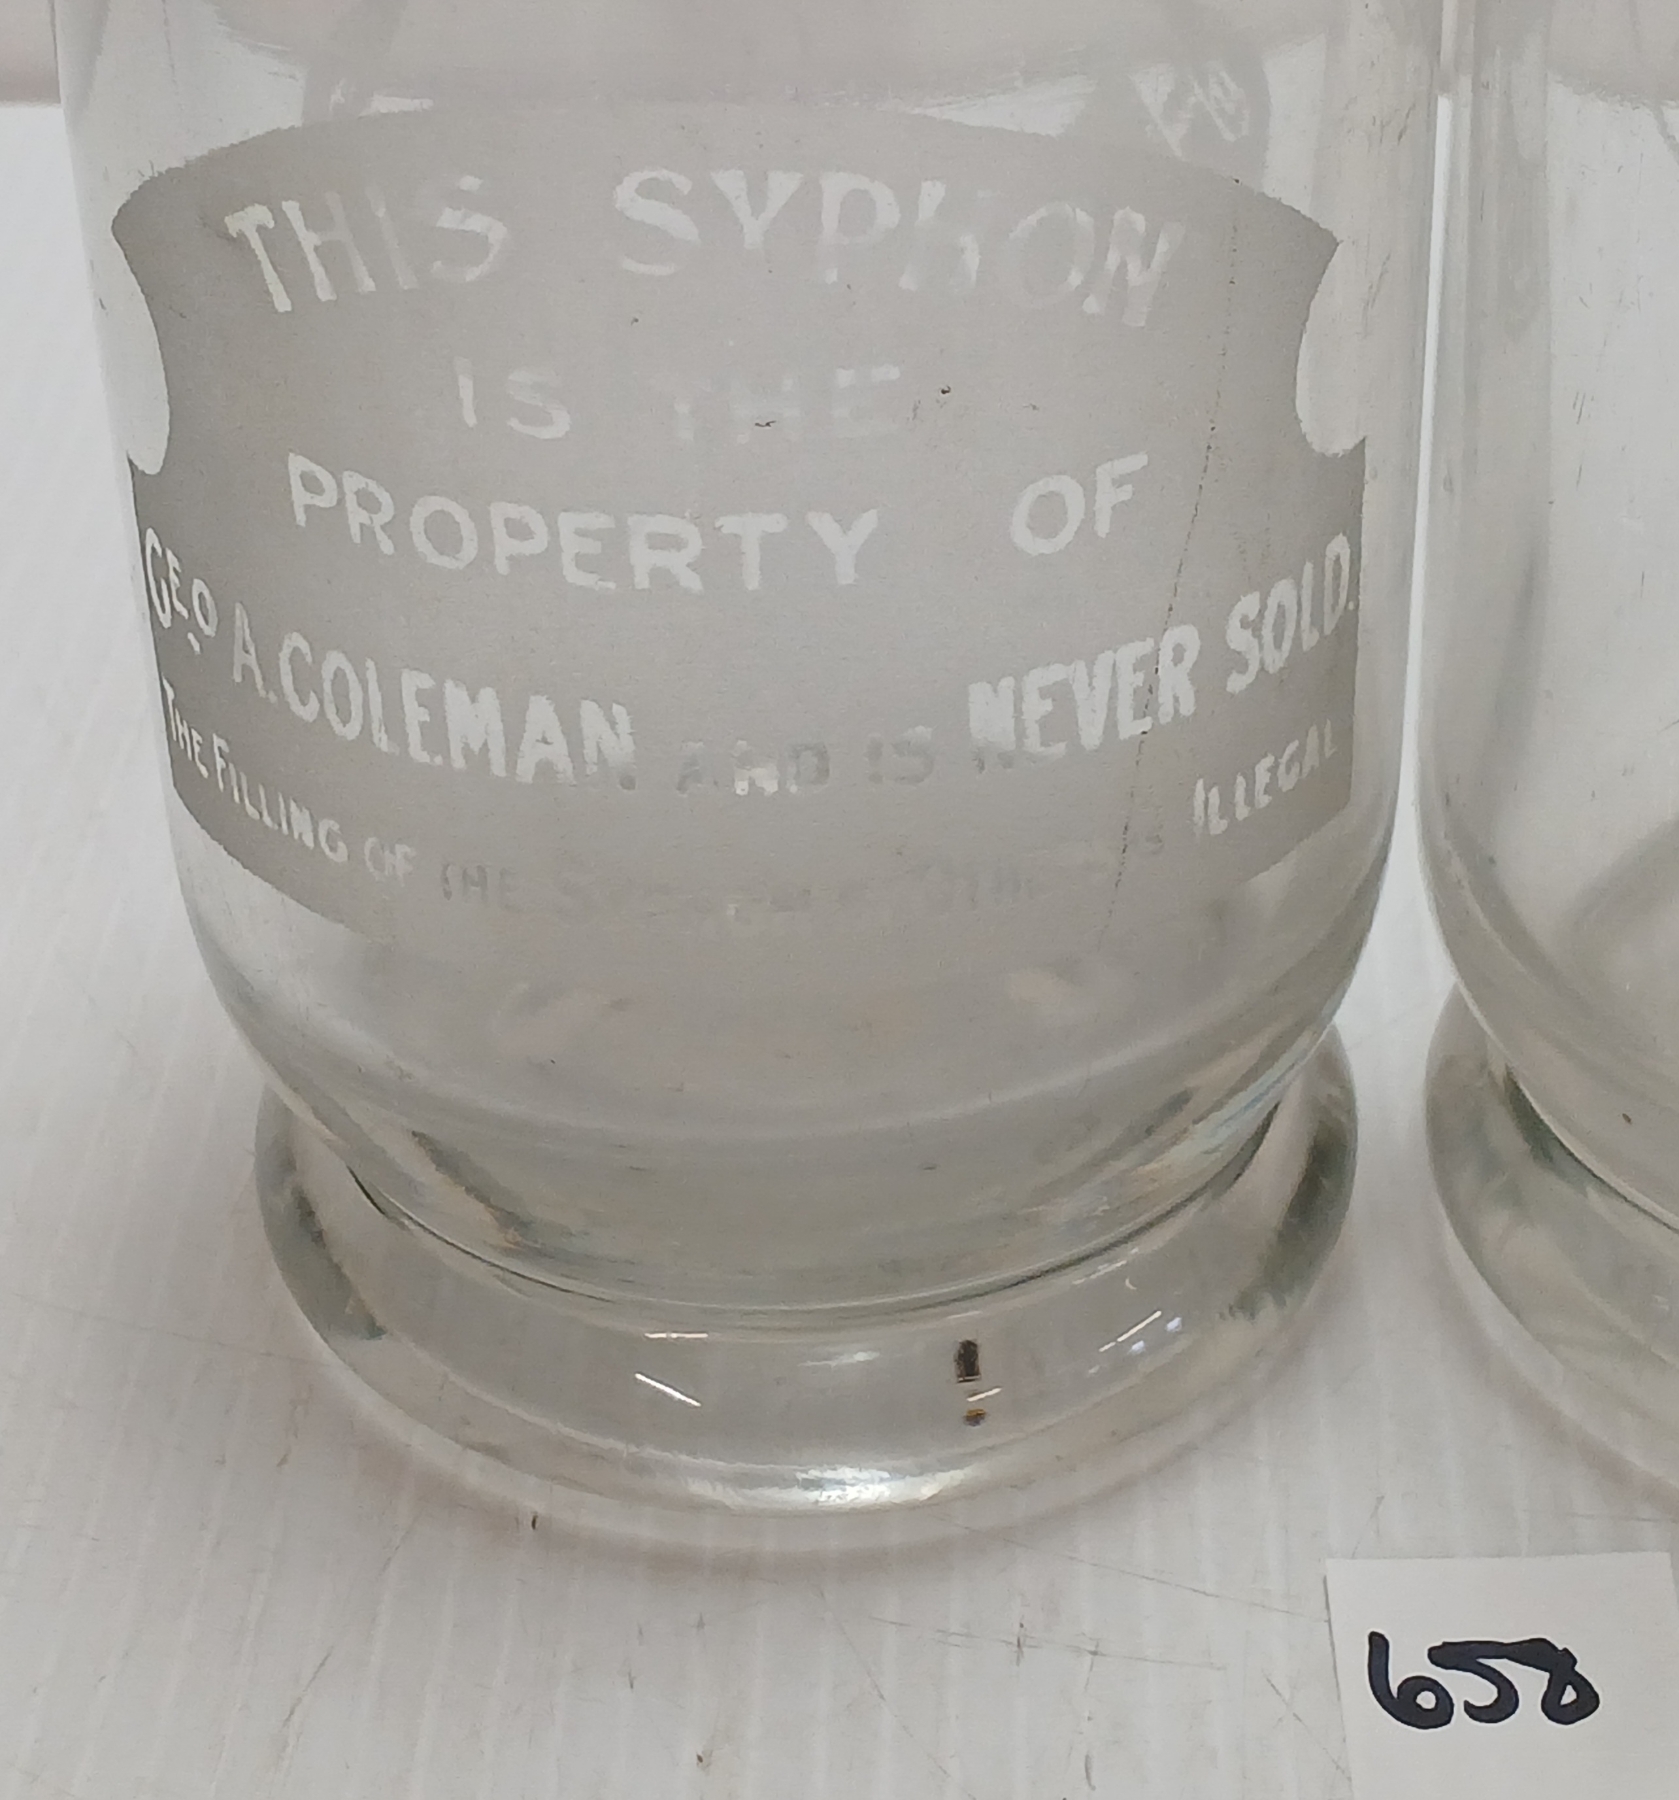 THIS SYPHON
IS THE
PROPERTY OF
GEO A. COLEMAN AND IS NEVER SOLD.
THE FILLING OF THE ILLEGAL
658